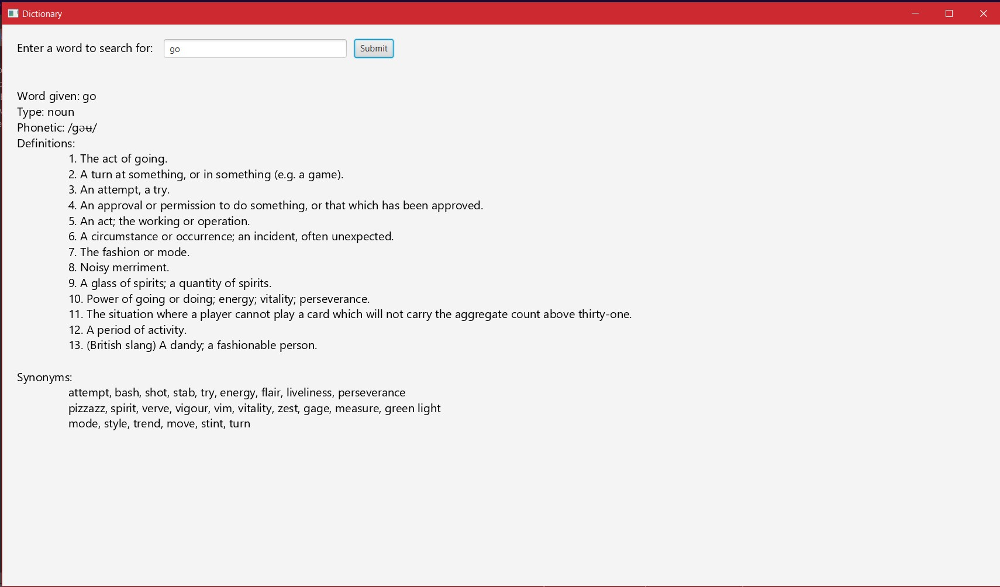 Dictionary
Enter a word to search for: go Submit
Word given: go
Type: noun
Phonetic: /ɡəʉ/
Definitions:
1. The act of going.
2. A turn at something, or in something (e.g. a game).
3. An attempt, a try.
4. An approval or permission to do something, or that which has been approved.
5. An act; the working or operation.
6. A circumstance or occurrence; an incident, often unexpected.
7. The fashion or mode.
8. Noisy merriment.
9. A glass of spirits; a quantity of spirits.
10. Power of going or doing; energy; vitality; perseverance.
11. The situation where a player cannot play a card which will not carry the aggregate count above thirty-one.
12. A period of activity.
13. (British slang) A dandy; a fashionable person.
Synonyms:
attempt, bash, shot, stab, try, energy, flair, liveliness, perseverance
pizzazz, spirit, verve, vigour, vim, vitality, zest, gage, measure, green light
mode, style, trend, move, stint, turn